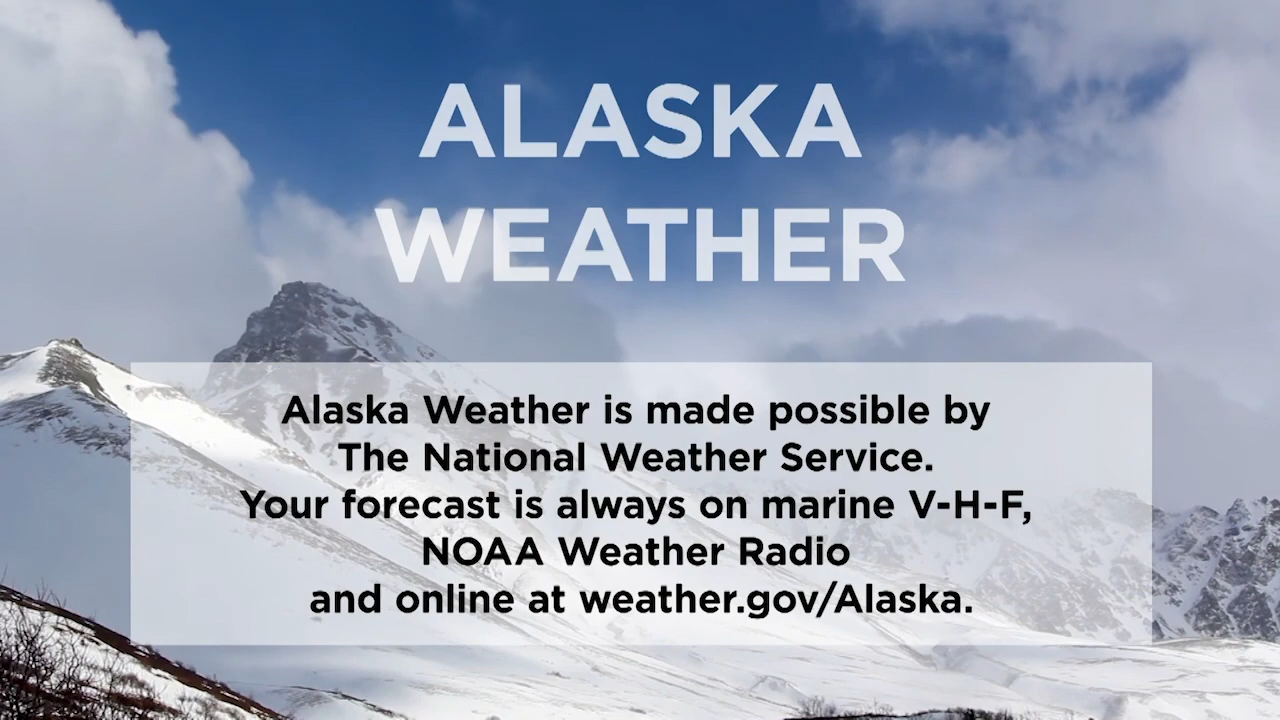 ALASKA
WEATHER
Alaska Weather is made possible by
The National Weather Service.
Your forecast is always on marine V-H-F,
NOAA Weather Radio
and online at weather.gov/Alaska.